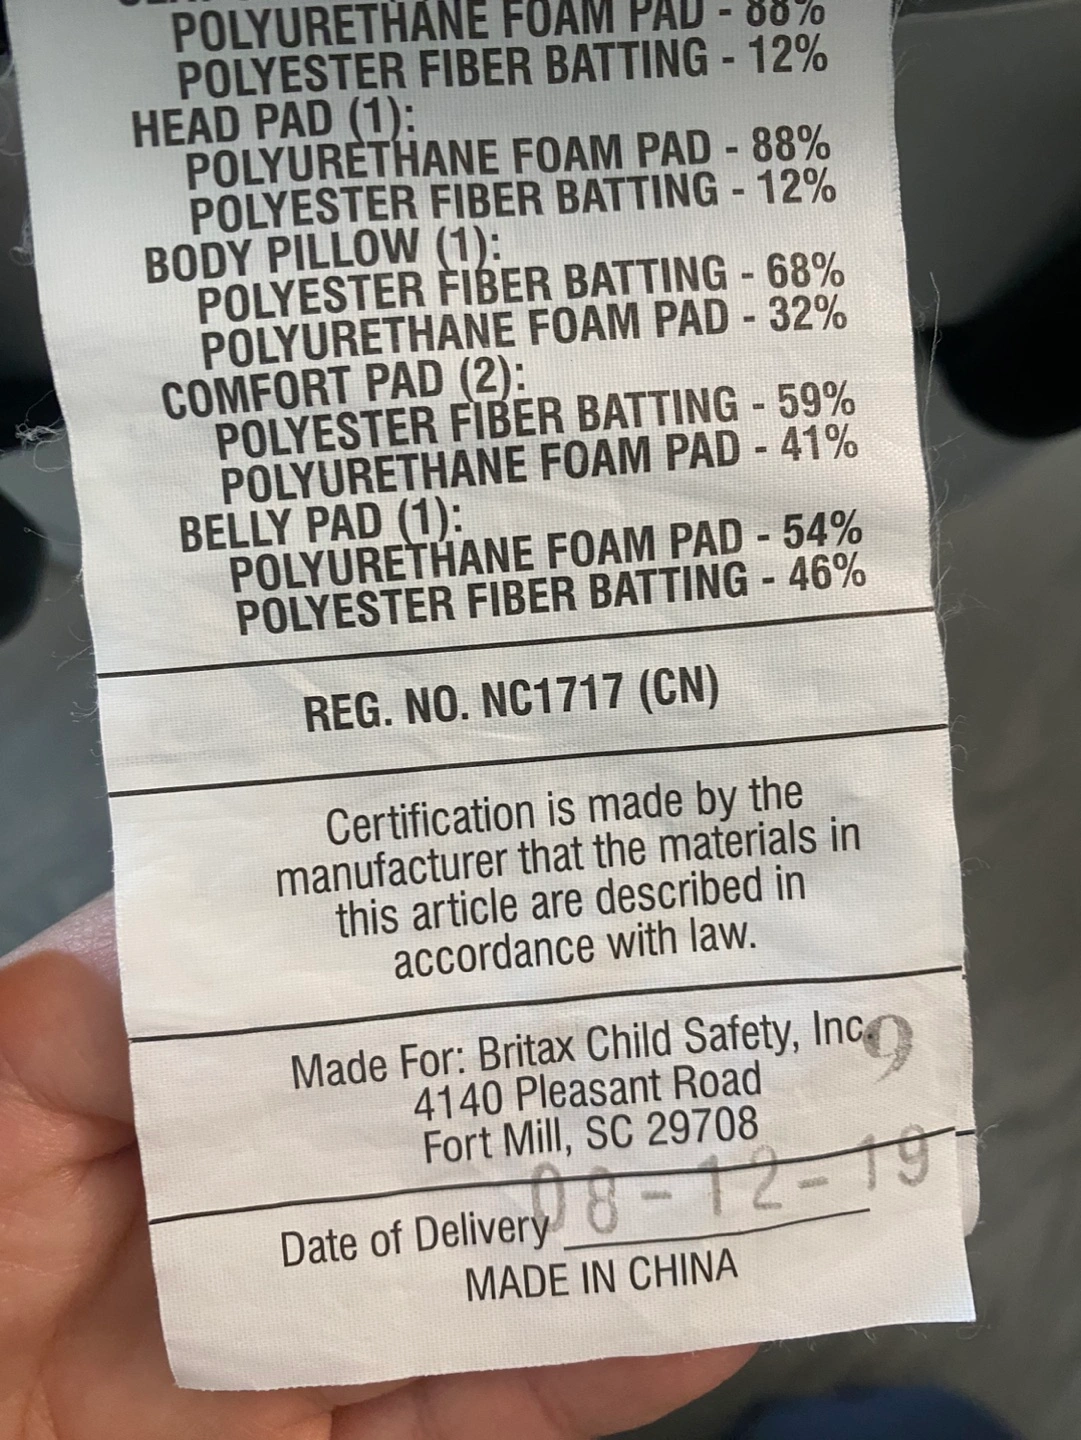 POLYURETHANE FOAM PAD - 88%
POLYESTER FIBER BATTING - 12%
HEAD PAD (1):
POLYURETHANE FOAM PAD - 88%
POLYESTER FIBER BATTING - 12%
BODY PILLOW (1):
POLYESTER FIBER BATTING - 68%
POLYURETHANE FOAM PAD - 32%
COMFORT PAD (2):
POLYESTER FIBER BATTING - 59%
POLYURETHANE FOAM PAD - 41%
BELLY PAD (1):
POLYURETHANE FOAM PAD - 54%
POLYESTER FIBER BATTING - 46%
REG. NO. NC1717 (CN)
Certification is made by the
manufacturer that the materials in
this article are described in
accordance with law.
Made For: Britax Child Safety, Inc. 9
4140 Pleasant Road
Fort Mill, SC 29708
Date of Delivery 08-12-19
MADE IN CHINA